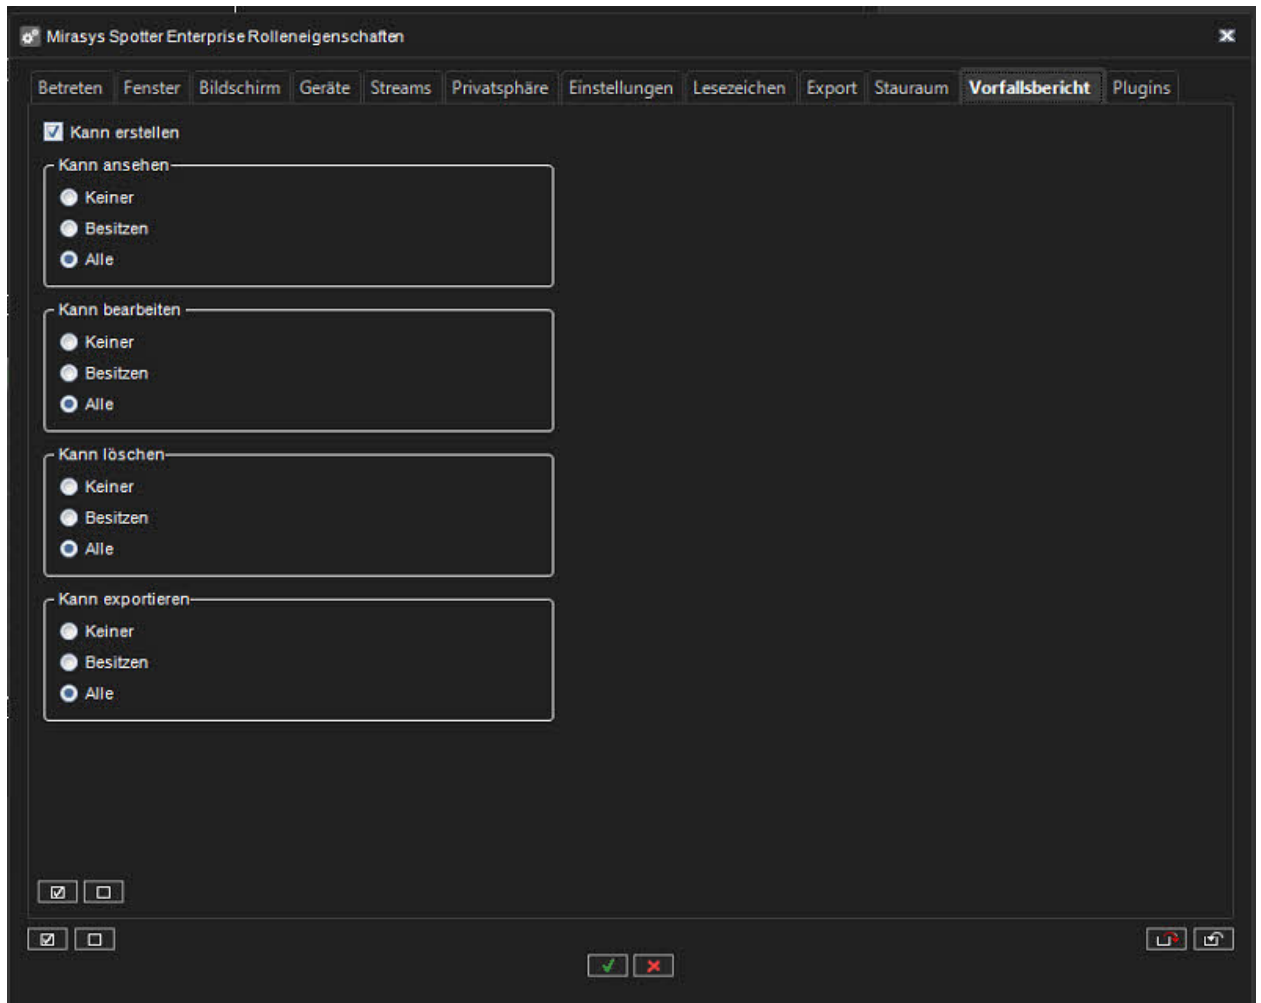 Mirasys Spotter Enterprise Rolleneigenschaften
Betreten Fenster Bildschirm Geräte Streams Privatsphäre Einstellungen Lesezeichen Export Stauraum Vorfallsbericht Plugins
Kann erstellen
Kann ansehen
Keiner
Besitzen
Alle
Kann bearbeiten
Keiner
Besitzen
Alle
Kann löschen
Keiner
Besitzen
Alle
Kann exportieren
Keiner
Besitzen
Alle